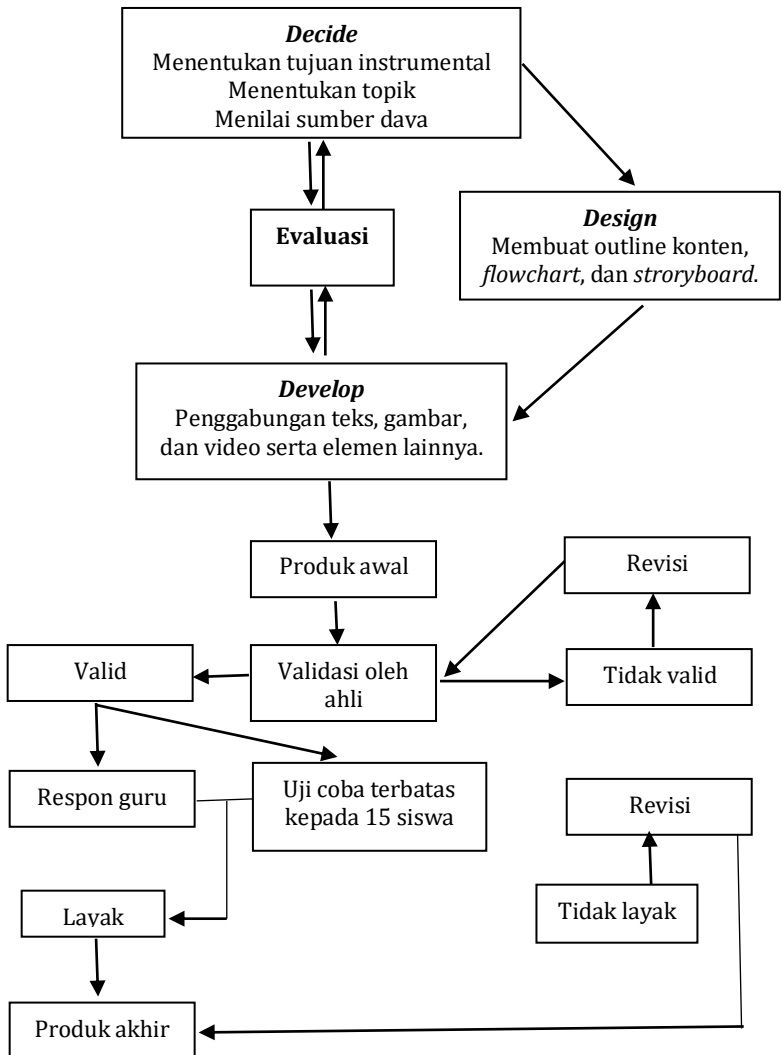 Decide
Menentukan tujuan instrumental
Menentukan topik
Menilai sumber daya
Evaluasi
Design
Membuat outline konten,
flowchart, dan stroryboard.
Develop
Penggabungan teks, gambar,
dan video serta elemen lainnya.
Produk awal
Revisi
Valid
Validasi oleh
ahli
Tidak valid
Respon guru
Uji coba terbatas
kepada 15 siswa
Revisi
Layak
Tidak layak
Produk akhir